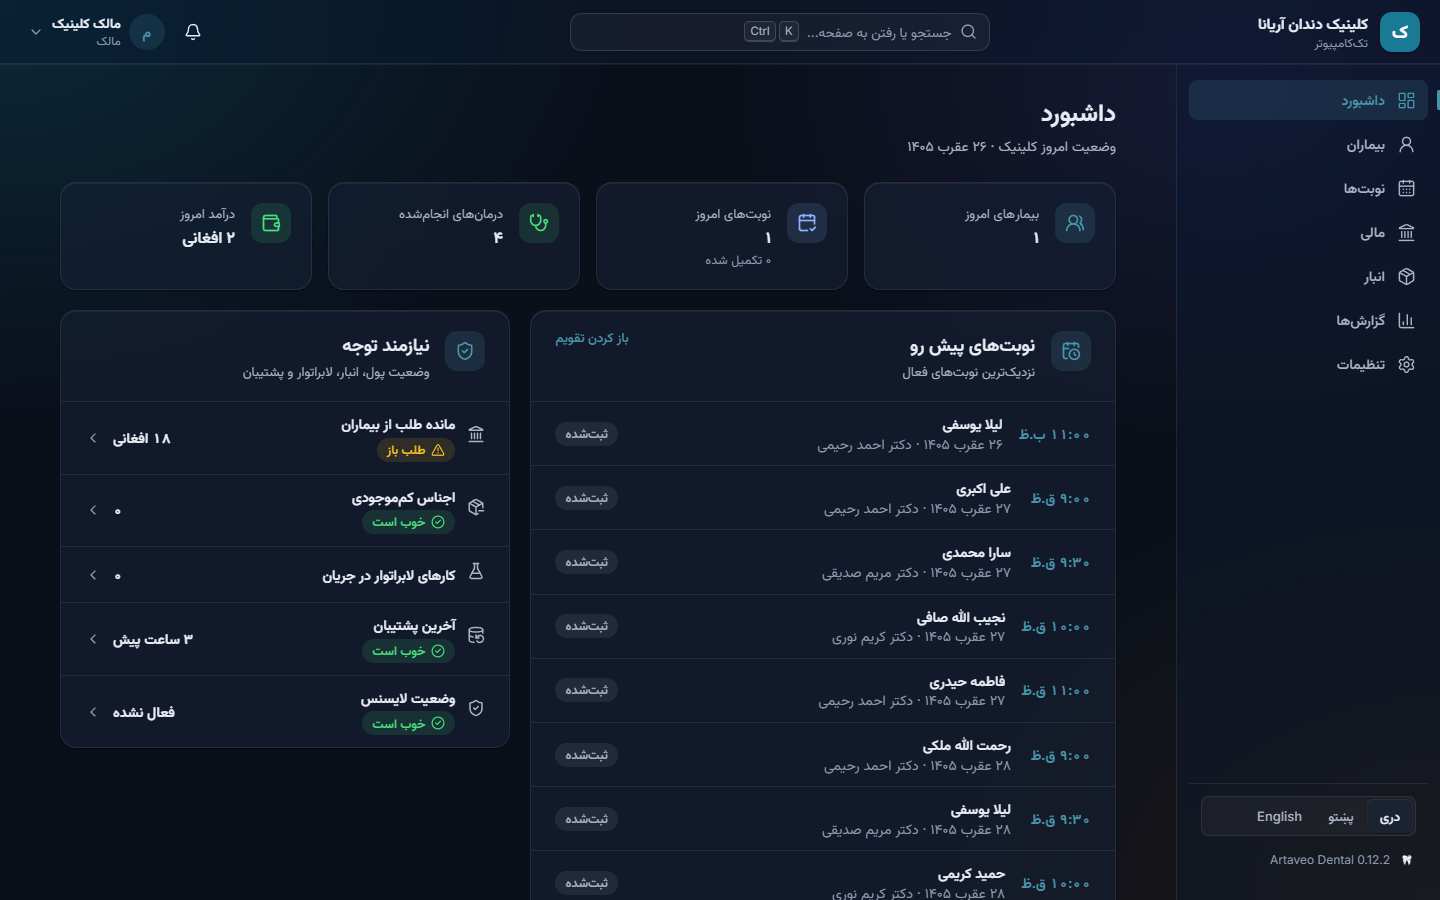 کلینیک دندان آریانا
تک‌کامپیوتر
ک
جستجو یا رفتن به صفحه...
Ctrl K
مالک کلینیک
مالک
م
داشبورد
بیماران
نوبت‌ها
مالی
انبار
گزارش‌ها
تنظیمات
داشبورد
وضعیت امروز کلینیک · ۲۶ عقرب ۱۴۰۵
بیمارهای امروز
۱
نوبت‌های امروز
۱
۰ تکمیل شده
درمان‌های انجام‌شده
۴
درآمد امروز
۲ افغانی
نوبت‌های پیش رو
نزدیک‌ترین نوبت‌های فعال
باز کردن تقویم
۱۱:۰۰ ب.ظ
لیلا یوسفی
۲۶ عقرب ۱۴۰۵ · دکتر احمد رحیمی
ثبت‌شده
۹:۰۰ ق.ظ
علی اکبری
۲۷ عقرب ۱۴۰۵ · دکتر احمد رحیمی
ثبت‌شده
۹:۳۰ ق.ظ
سارا محمدی
۲۷ عقرب ۱۴۰۵ · دکتر مریم صدیقی
ثبت‌شده
۱۰:۰۰ ق.ظ
نجیب الله صافی
۲۷ عقرب ۱۴۰۵ · دکتر کریم نوری
ثبت‌شده
۱۱:۰۰ ق.ظ
فاطمه حیدری
۲۷ عقرب ۱۴۰۵ · دکتر احمد رحیمی
ثبت‌شده
۹:۰۰ ق.ظ
رحمت الله ملکی
۲۸ عقرب ۱۴۰۵ · دکتر احمد رحیمی
ثبت‌شده
۹:۳۰ ق.ظ
لیلا یوسفی
۲۸ عقرب ۱۴۰۵ · دکتر مریم صدیقی
ثبت‌شده
۱۰:۰۰ ق.ظ
حمید کریمی
۲۸ عقرب ۱۴۰۵ · دکتر کریم نوری
ثبت‌شده
نیازمند توجه
وضعیت پول، انبار، لابراتوار و پشتیبان
مانده طلب از بیماران
طلب باز
۱۸ افغانی
اجناس کم‌موجودی
خوب است
۰
کارهای لابراتوار در جریان
۰
آخرین پشتیبان
خوب است
۳ ساعت پیش
وضعیت لایسنس
خوب است
فعال نشده
دری پښتو English
Artaveo Dental 0.12.2